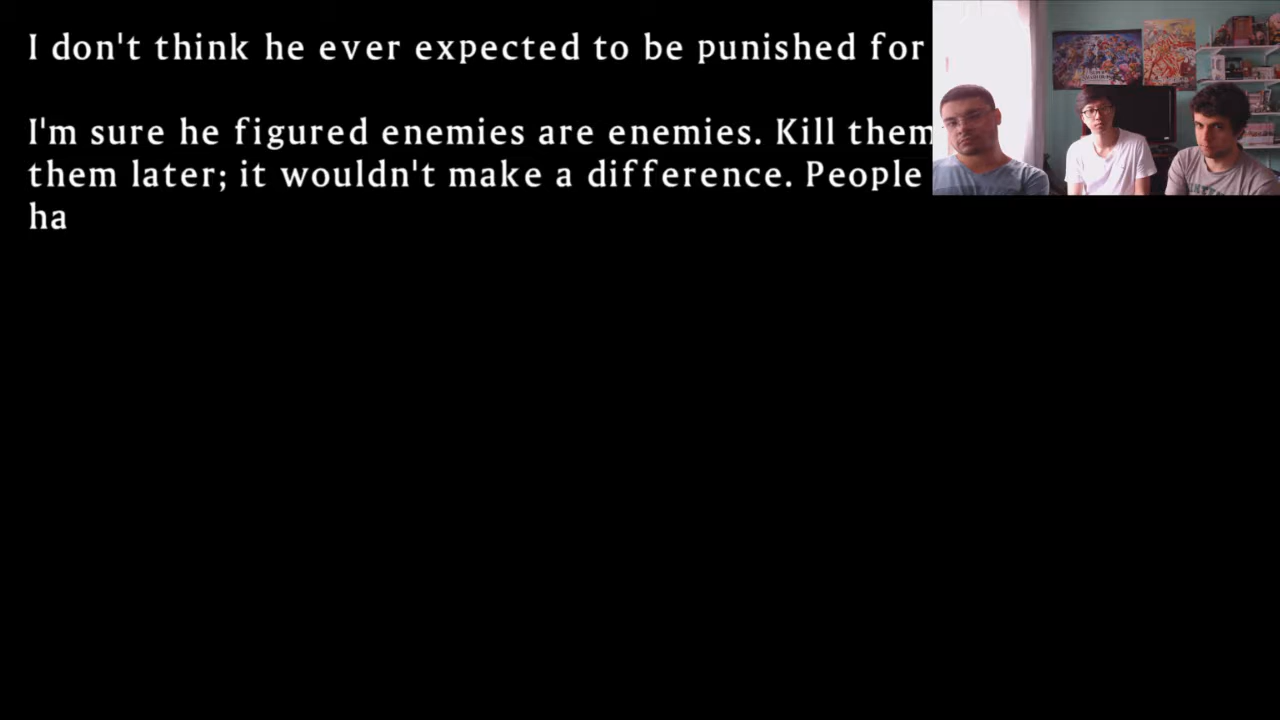 I don't think he ever expected to be punished for
I'm sure he figured enemies are enemies. Kill them
them later; it wouldn't make a difference. People
ha